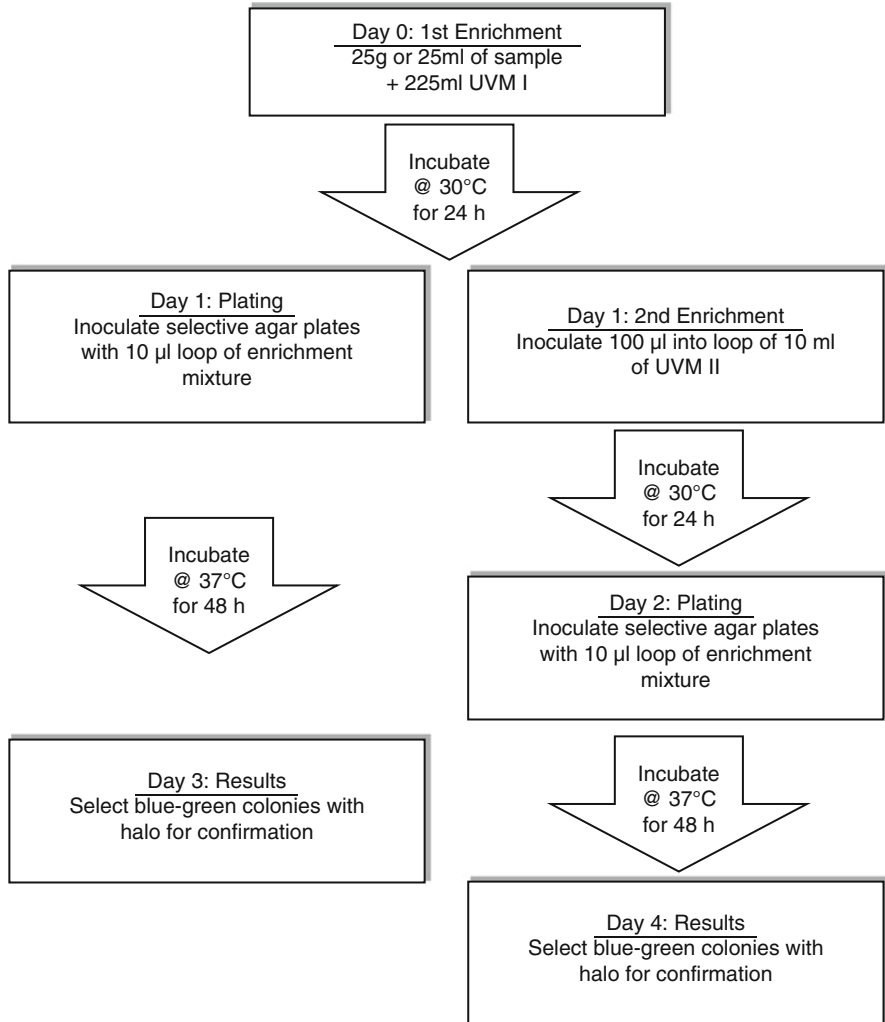 Day 0: 1st Enrichment
25g or 25ml of sample
+ 225ml UVM I
Incubate
@ 30°C
for 24 h
Day 1: Plating
Inoculate selective agar plates
with 10 µl loop of enrichment
mixture
Incubate
@ 37°C
for 48 h
Day 3: Results
Select blue-green colonies with
halo for confirmation
Day 1: 2nd Enrichment
Inoculate 100 µl into loop of 10 ml
of UVM II
Incubate
@ 30°C
for 24 h
Day 2: Plating
Inoculate selective agar plates
with 10 µl loop of enrichment
mixture
Incubate
@ 37°C
for 48 h
Day 4: Results
Select blue-green colonies with
halo for confirmation